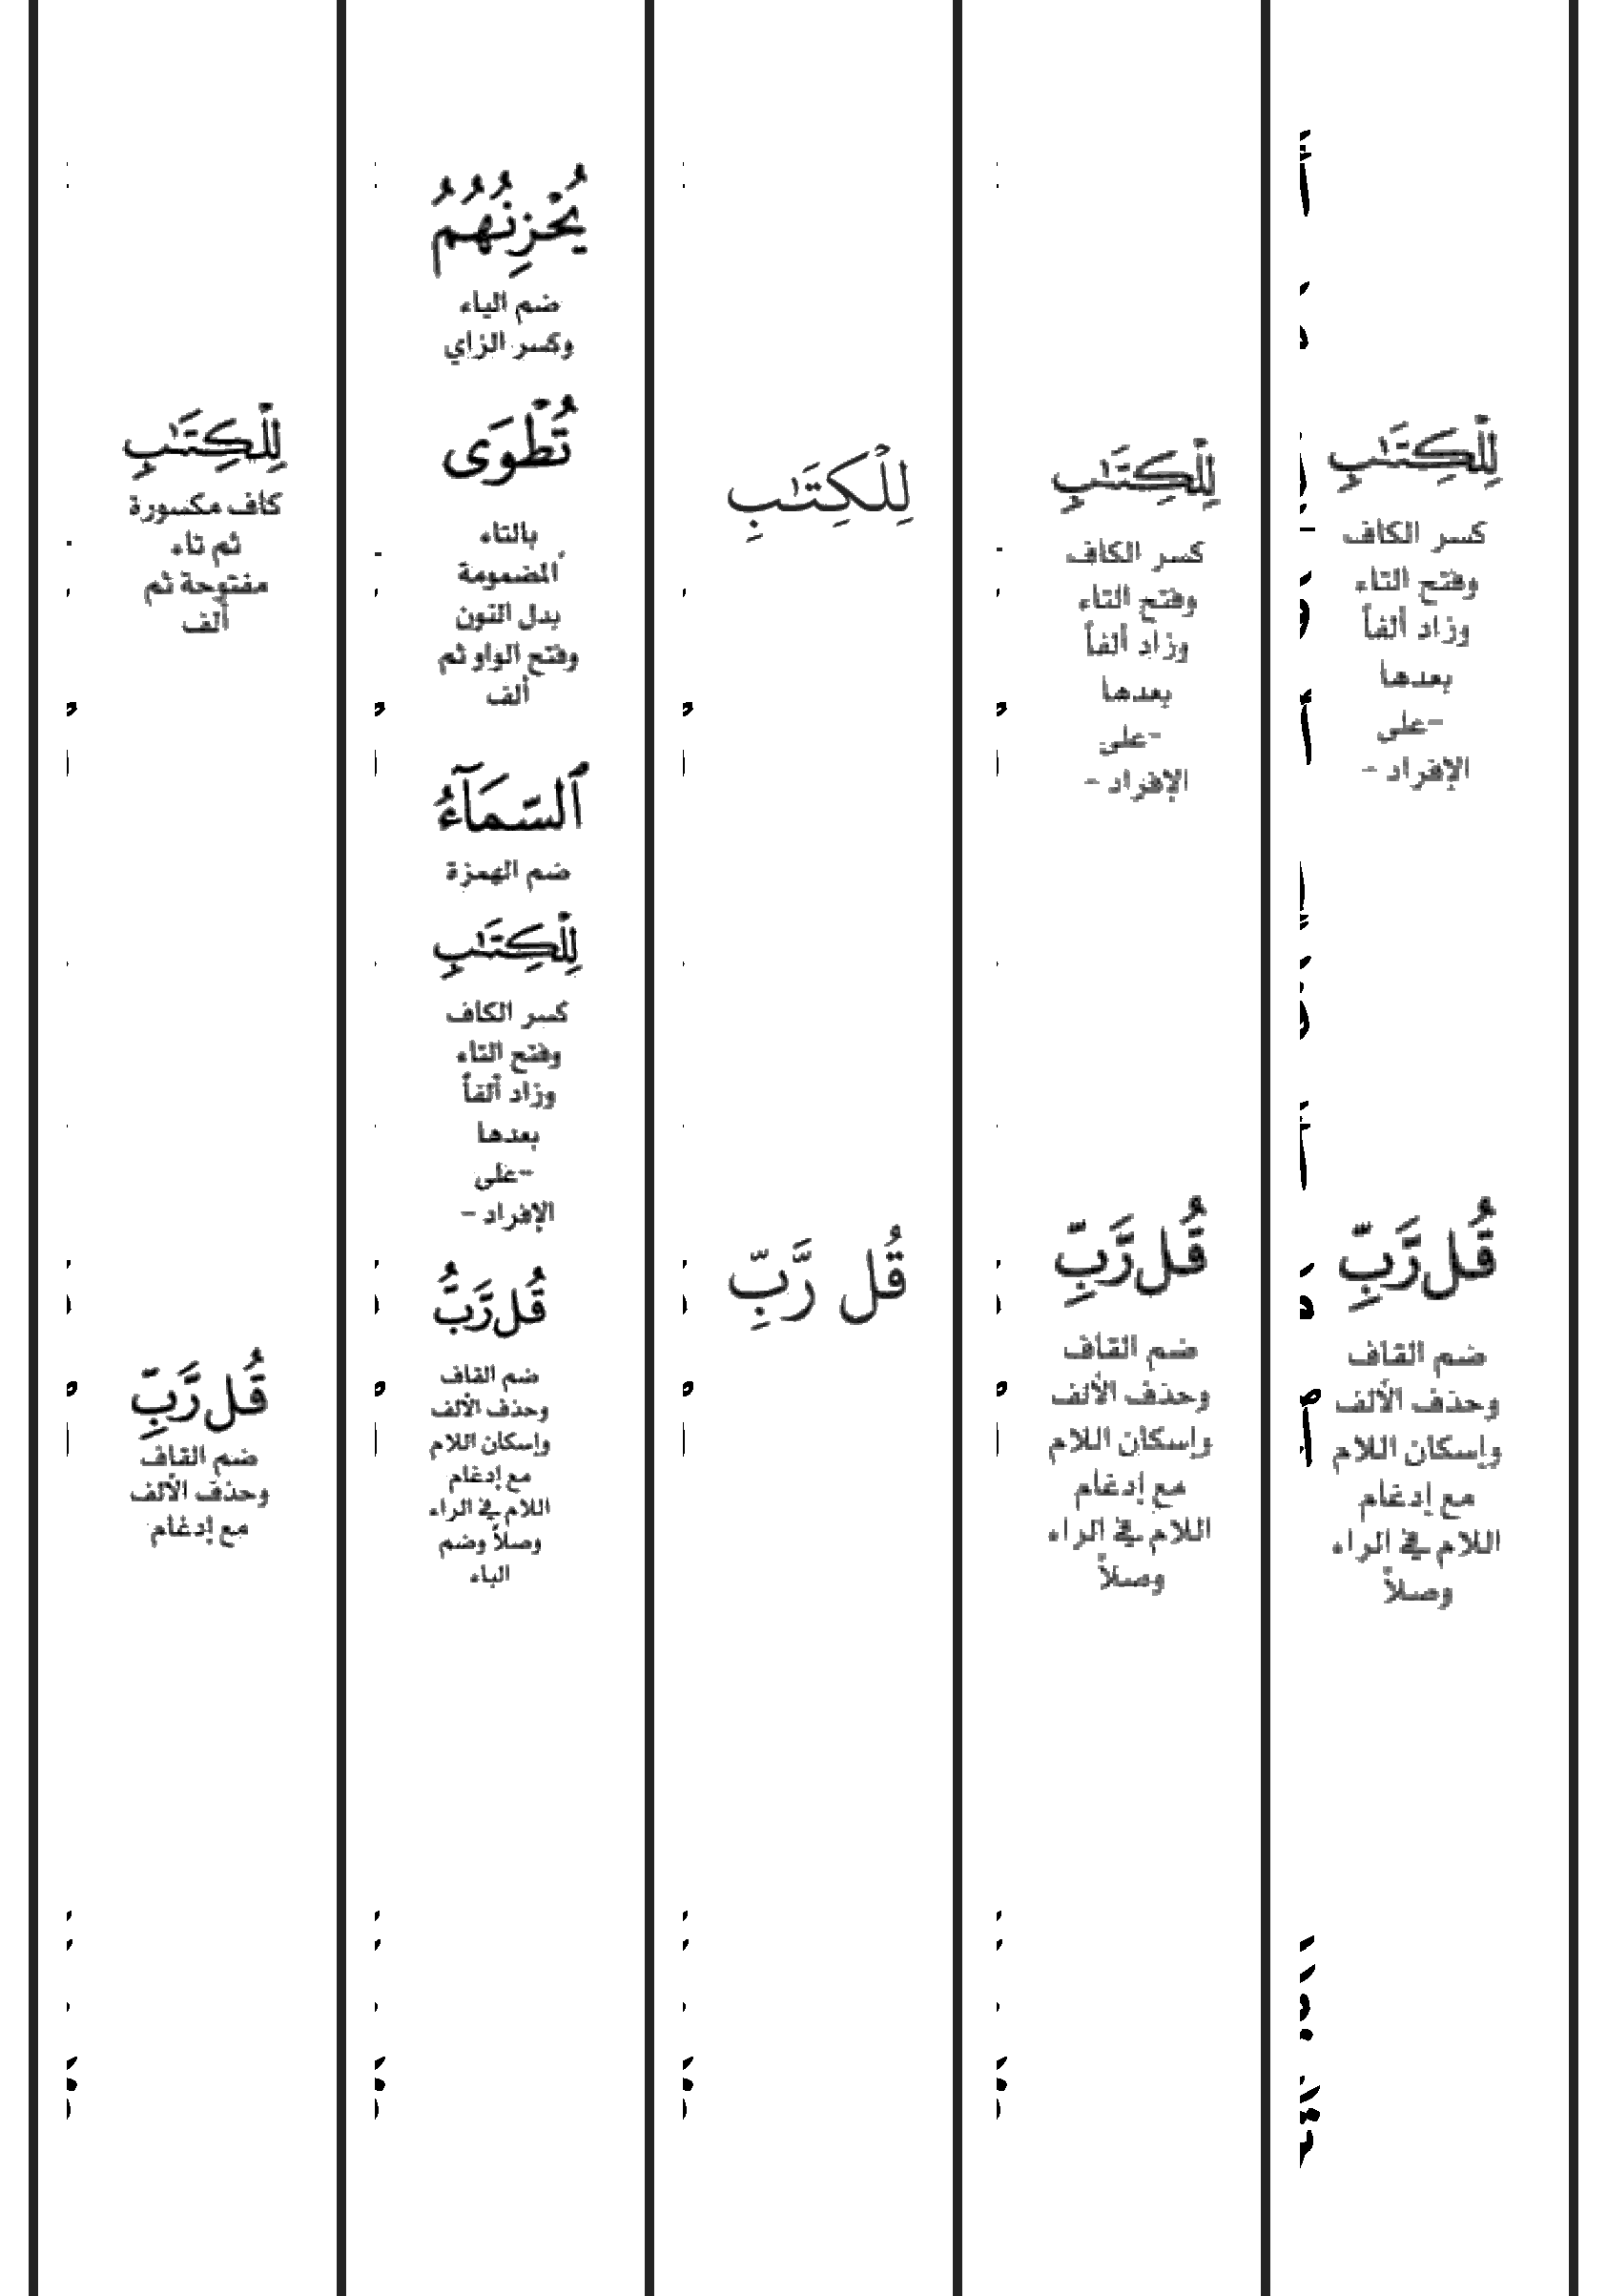 لِلْكِتَٰبِ
كسر الكاف
وفتح التاء
وزاد ألفاً
بعدها
-على
الإفراد -
قُل رَّبِّ
ضم القاف
وحذف الألف
وإسكان اللام
مع إدغام
اللام في الراء
وصلاً
لِلْكِتَٰبِ
كسر الكاف
وفتح التاء
وزاد ألفاً
بعدها
-على
الإفراد -
قُل رَّبِّ
ضم القاف
وحذف الألف
وإسكان اللام
مع إدغام
اللام في الراء
وصلاً
لِلْكِتَٰبِ
قُل رَّبِّ
يُحْزِنُهُمُ
ضم الياء
وكسر الزاي
تُطْوَى
بالتاء
المضمومة
بدل النون
وفتح الواو ثم
ألف
ٱلسَّمَآءُ
ضم الهمزة
لِلْكِتَٰبِ
كسر الكاف
وفتح التاء
وزاد ألفاً
بعدها
-على
الإفراد -
قُل رَّبُّ
ضم القاف
وحذف الألف
وإسكان اللام
مع إدغام
اللام في الراء
وصلاً وضم
الباء
لِلْكِتَٰبِ
كاف مكسورة
ثم تاء
مفتوحة ثم
ألف
قُل رَّبِّ
ضم القاف
وحذف الألف
مع إدغام